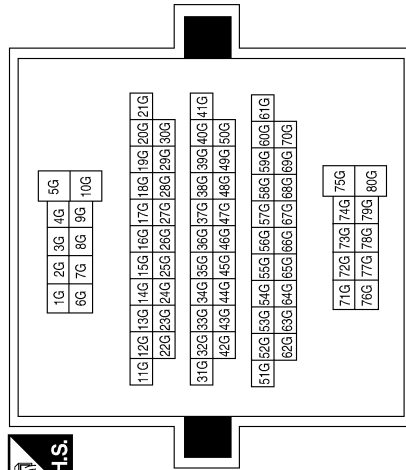 1G 2G 3G 4G 5G
6G 7G 8G 9G 10G
11G 12G 13G 14G 15G 16G 17G 18G 19G 20G 21G
22G 23G 24G 25G 26G 27G 28G 29G 30G
31G 32G 33G 34G 35G 36G 37G 38G 39G 40G 41G
42G 43G 44G 45G 46G 47G 48G 49G 50G
51G 52G 53G 54G 55G 56G 57G 58G 59G 60G 61G
62G 63G 64G 65G 66G 67G 68G 69G 70G
71G 72G 73G 74G 75G
76G 77G 78G 79G 80G
H.S.